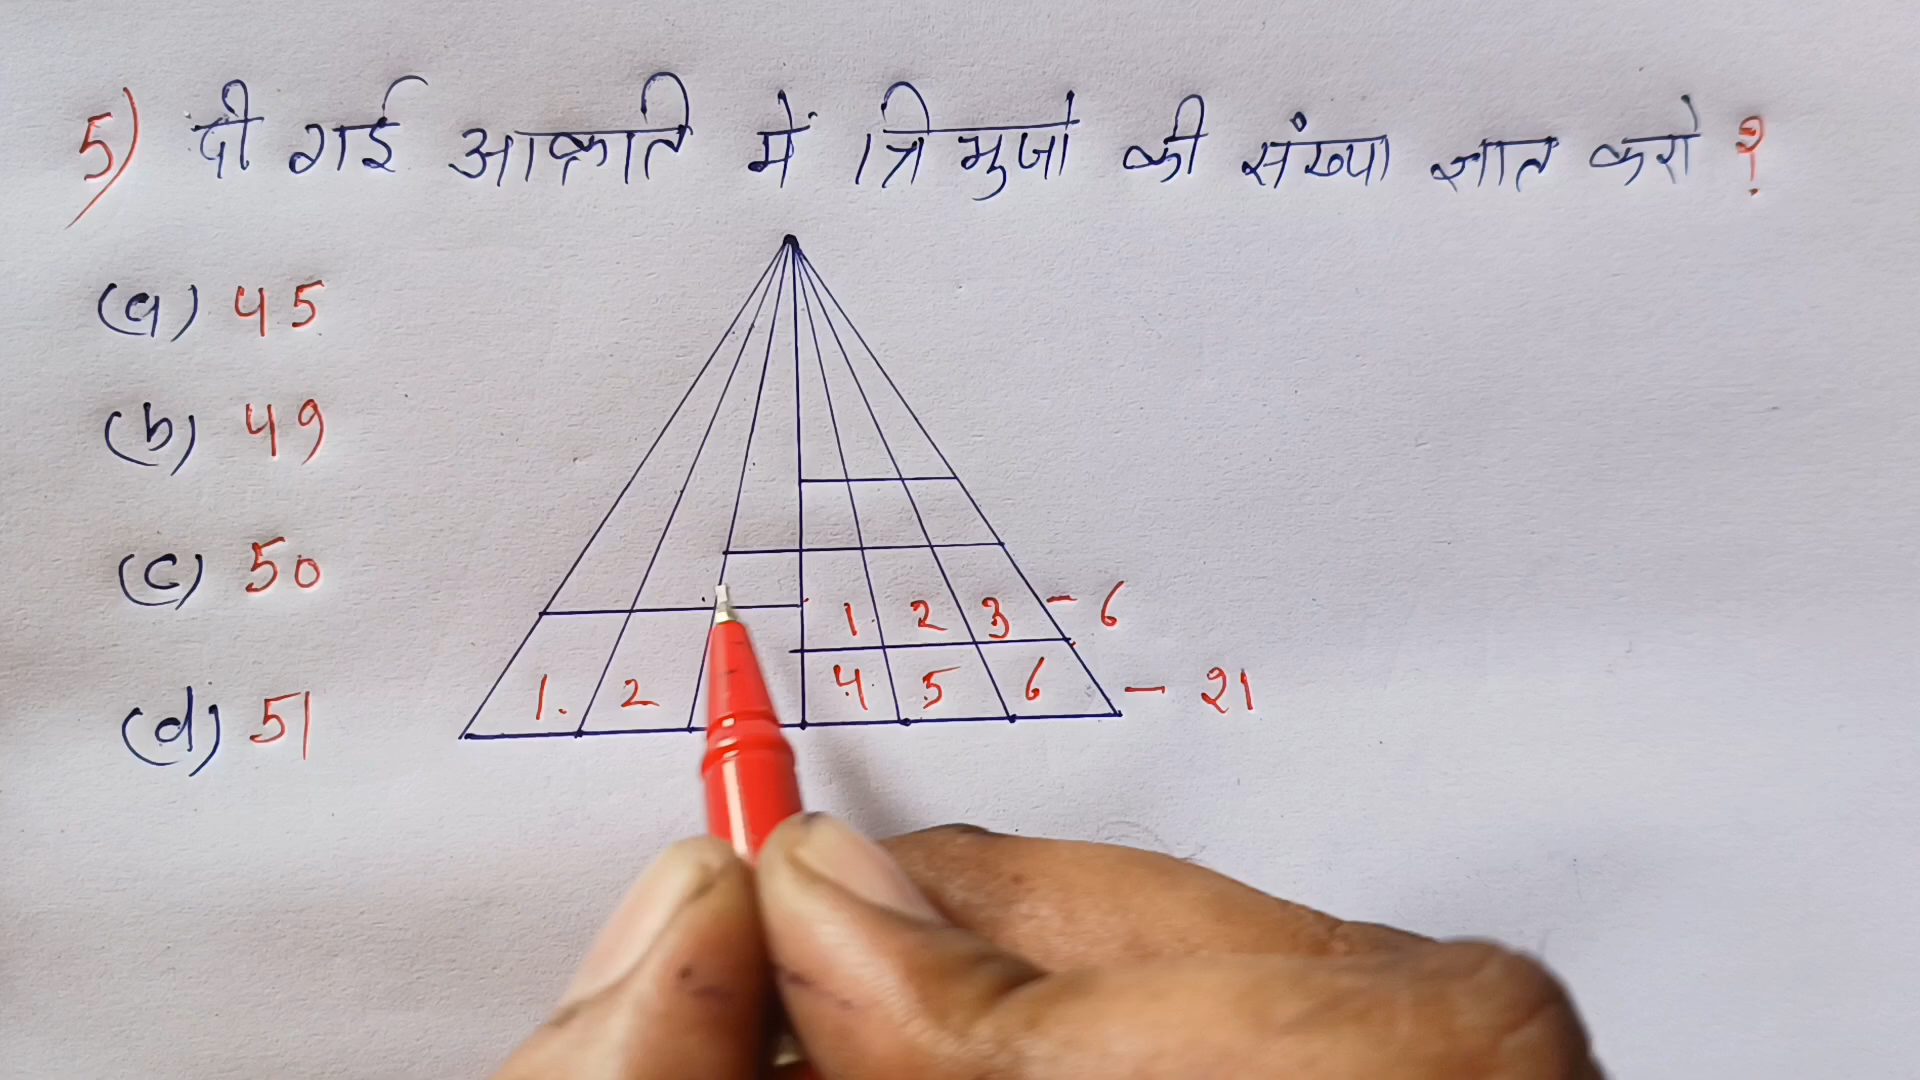 5) दी गई आकृति में त्रिभुजों की संख्या ज्ञात करो ?
(a) 45
(b) 49
(c) 50
(d) 51
1 2 3 - 6
1. 2 4 5 6 - 21